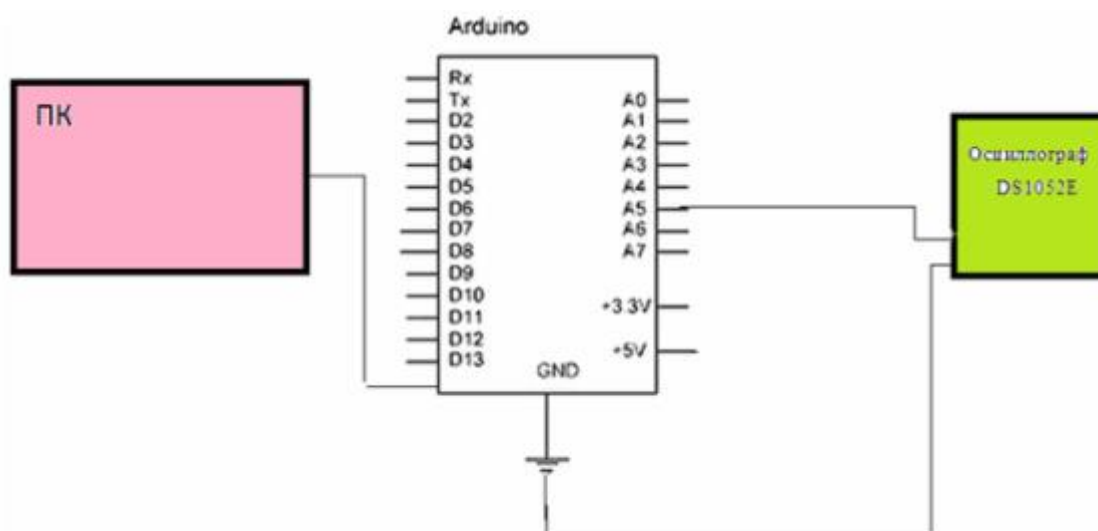 Arduino
ПК
Rx
Tx
D2
D3
D4
D5
D6
D7
D8
D9
D10
D11
D12
D13
A0
A1
A2
A3
A4
A5
A6
A7
+3.3V
+5V
GND
Осциллограф
DS1052E